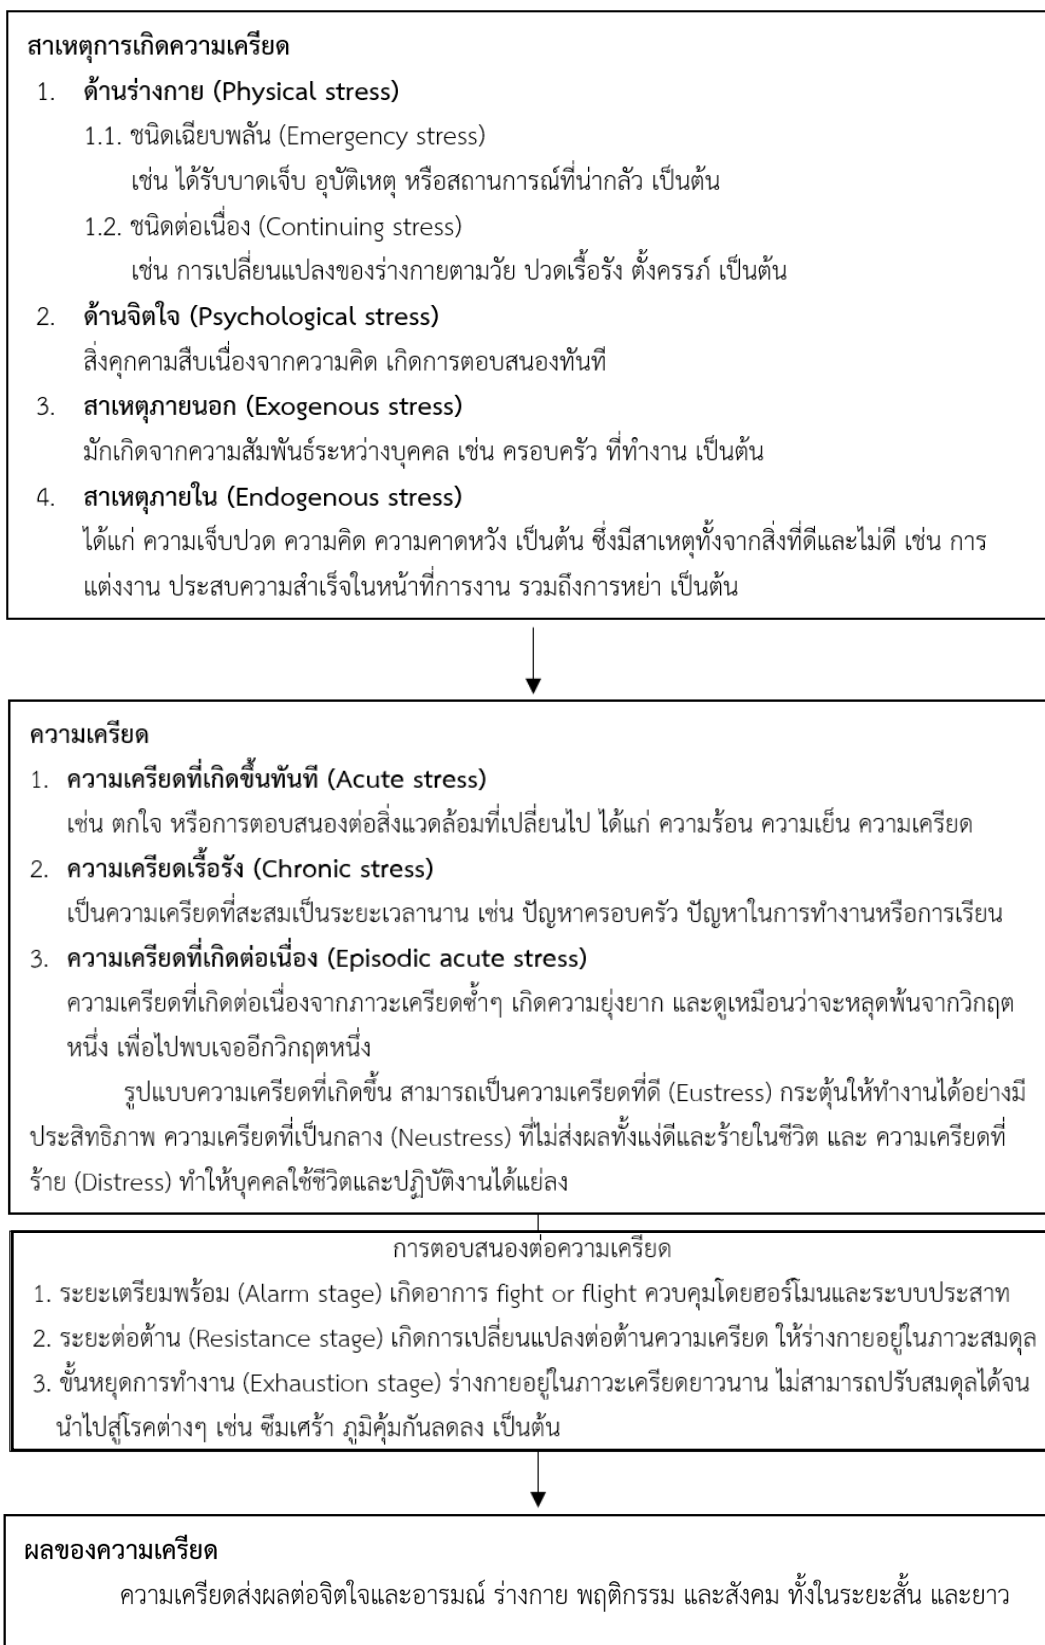 สาเหตุการเกิดความเครียด
1. ด้านร่างกาย (Physical stress)
1.1. ชนิดเฉียบพลัน (Emergency stress)
เช่น ได้รับบาดเจ็บ อุบัติเหตุ หรือสถานการณ์ที่น่ากลัว เป็นต้น
1.2. ชนิดต่อเนื่อง (Continuing stress)
เช่น การเปลี่ยนแปลงของร่างกายตามวัย ปวดเรื้อรัง ตั้งครรภ์ เป็นต้น
2. ด้านจิตใจ (Psychological stress)
สิ่งคุกคามสืบเนื่องจากความคิด เกิดการตอบสนองทันที
3. สาเหตุภายนอก (Exogenous stress)
มักเกิดจากความสัมพันธ์ระหว่างบุคคล เช่น ครอบครัว ที่ทำงาน เป็นต้น
4. สาเหตุภายใน (Endogenous stress)
ได้แก่ ความเจ็บปวด ความคิด ความคาดหวัง เป็นต้น ซึ่งมีสาเหตุทั้งจากสิ่งที่ดีและไม่ดี เช่น การ
แต่งงาน ประสบความสำเร็จในหน้าที่การงาน รวมถึงการหย่า เป็นต้น
ความเครียด
1. ความเครียดที่เกิดขึ้นทันที (Acute stress)
เช่น ตกใจ หรือการตอบสนองต่อสิ่งแวดล้อมที่เปลี่ยนไป ได้แก่ ความร้อน ความเย็น ความเครียด
2. ความเครียดเรื้อรัง (Chronic stress)
เป็นความเครียดที่สะสมเป็นระยะเวลานาน เช่น ปัญหาครอบครัว ปัญหาในการทำงานหรือการเรียน
3. ความเครียดที่เกิดต่อเนื่อง (Episodic acute stress)
ความเครียดที่เกิดต่อเนื่องจากภาวะเครียดซ้ำๆ เกิดความยุ่งยาก และดูเหมือนว่าจะหลุดพ้นจากวิกฤต
หนึ่ง เพื่อไปพบเจออีกวิกฤตหนึ่ง
รูปแบบความเครียดที่เกิดขึ้น สามารถเป็นความเครียดที่ดี (Eustress) กระตุ้นให้ทำงานได้อย่างมี
ประสิทธิภาพ ความเครียดที่เป็นกลาง (Neustress) ที่ไม่ส่งผลทั้งแง่ดีและร้ายในชีวิต และ ความเครียดที่
ร้าย (Distress) ทำให้บุคคลใช้ชีวิตและปฏิบัติงานได้แย่ลง
การตอบสนองต่อความเครียด
1. ระยะเตรียมพร้อม (Alarm stage) เกิดอาการ fight or flight ควบคุมโดยฮอร์โมนและระบบประสาท
2. ระยะต่อต้าน (Resistance stage) เกิดการเปลี่ยนแปลงต่อต้านความเครียด ให้ร่างกายอยู่ในภาวะสมดุล
3. ขั้นหยุดการทำงาน (Exhaustion stage) ร่างกายอยู่ในภาวะเครียดยาวนาน ไม่สามารถปรับสมดุลได้จน
นำไปสู่โรคต่างๆ เช่น ซึมเศร้า ภูมิคุ้มกันลดลง เป็นต้น
ผลของความเครียด
ความเครียดส่งผลต่อจิตใจและอารมณ์ ร่างกาย พฤติกรรม และสังคม ทั้งในระยะสั้น และยาว